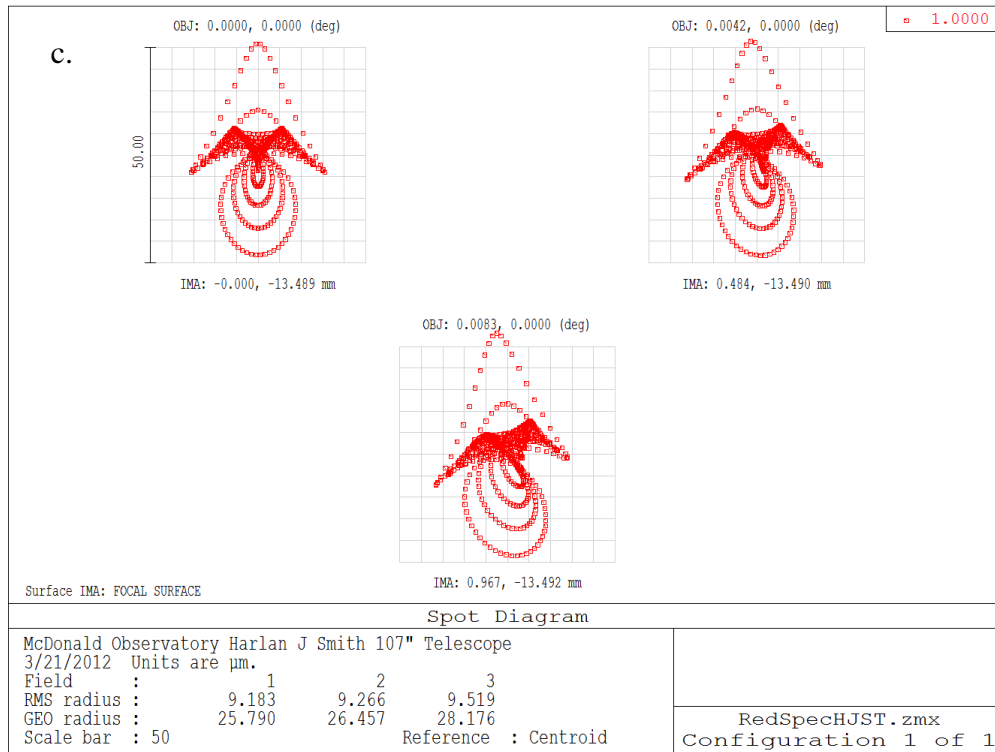 OBJ: 0.0000, 0.0000 (deg)
OBJ: 0.0042, 0.0000 (deg)
1.0000
c.
50.00
IMA: -0.000, -13.489 mm
IMA: 0.484, -13.490 mm
OBJ: 0.0083, 0.0000 (deg)
IMA: 0.967, -13.492 mm
Surface IMA: FOCAL SURFACE
Spot Diagram
McDonald Observatory Harlan J Smith 107" Telescope
3/21/2012 Units are µm.
Field : 1 2 3
RMS radius : 9.183 9.266 9.519
GEO radius : 25.790 26.457 28.176
Scale bar : 50 Reference : Centroid
RedSpecHJST.zmx
Configuration 1 of 1